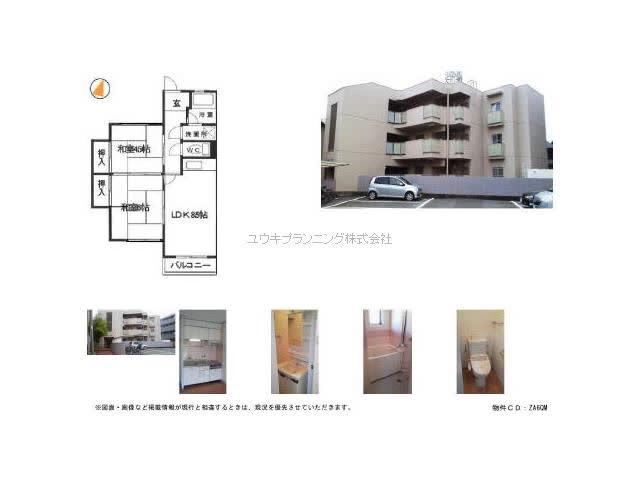 玄
浴室
洗面所
WC
押入
和室4.5帖
押入
和室6帖
LDK8.5帖
バルコニー
ユウキプランニング株式会社
※図面・画像など掲載情報が現行と相違するときは、現況を優先させていただきます。
物件CD:ZA6QM